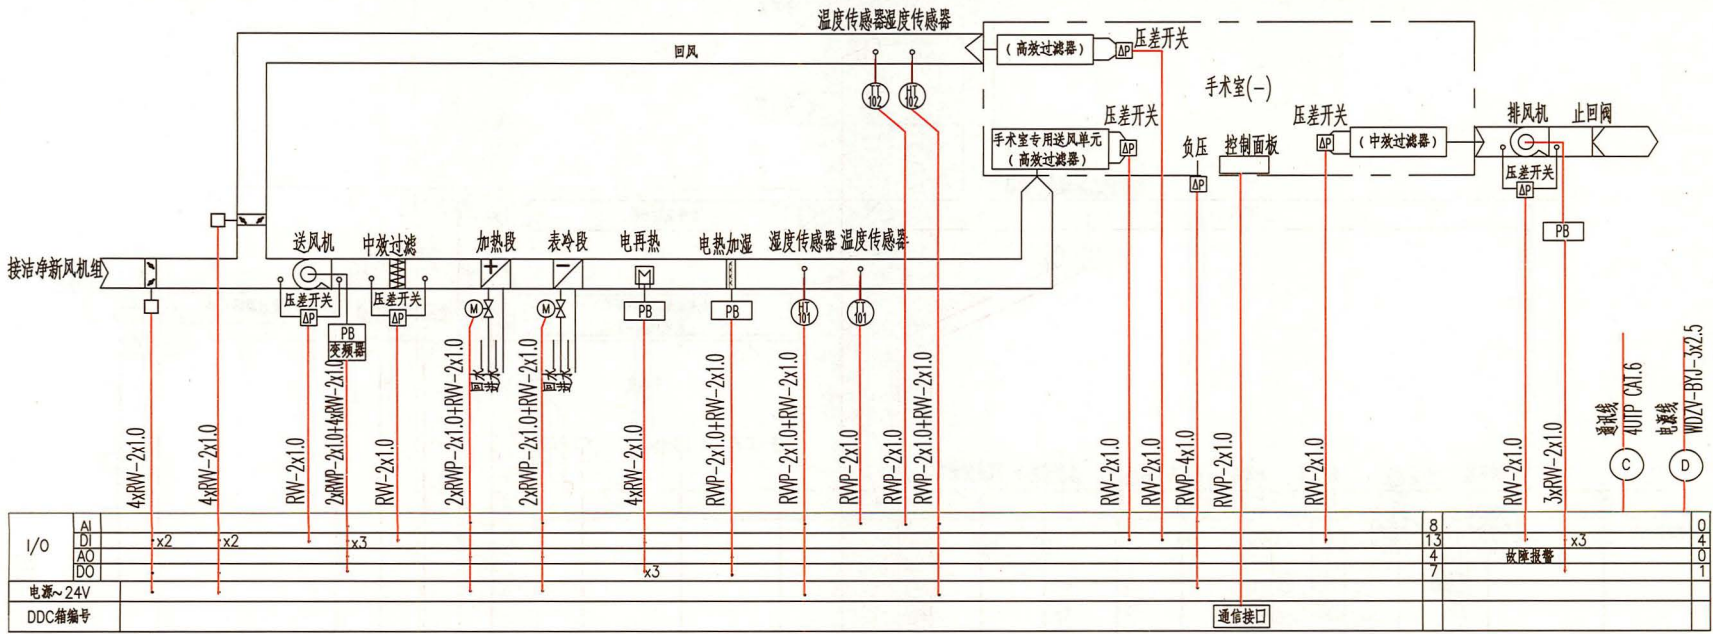 温度传感器湿度传感器
回风
(高效过滤器)
ΔP
压差开关
手术室(-)
TT
102
HT
102
手术室专用送风单元
(高效过滤器)
压差开关
ΔP
负压
ΔP
控制面板
压差开关
ΔP
(中效过滤器)
排风机
止回阀
压差开关
ΔP
PB
接洁净新风机组
送风机
中效过滤
加热段
表冷段
电再热
电热加湿
湿度传感器
温度传感器
压差开关
ΔP
PB
变频器
压差开关
ΔP
M
回水
进水
M
回水
进水
M
PB
PB
HT
101
TT
101
4xRW-2x1.0
4xRW-2x1.0
RW-2x1.0
2xRWP-2x1.0+4xRW-2x1.0
RW-2x1.0
2xRWP-2x1.0+RW-2x1.0
2xRWP-2x1.0+RW-2x1.0
4xRW-2x1.0
RWP-2x1.0+RW-2x1.0
RWP-2x1.0+RW-2x1.0
RWP-2x1.0
RWP-2x1.0
RWP-2x1.0+RW-2x1.0
RW-2x1.0
RW-2x1.0
RWP-4x1.0
RWP-2x1.0
RW-2x1.0
RW-2x1.0
3xRW-2x1.0
通讯线
4UTP CAT.6
C
电源线
WDZV-BYJ-3x2.5
D
I/O
AI 8 0
DI x2 x2 x3 13 x3 4
AO 4 故障报警 0
DO x3 7 1
电源~24V
DDC箱编号 通信接口